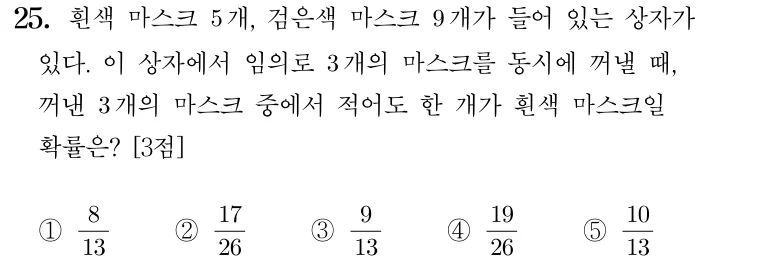 25. 흰색 마스크 5개, 검은색 마스크 9개가 들어 있는 상자가
있다. 이 상자에서 임의로 3개의 마스크를 동시에 꺼낼 때,
꺼낸 3개의 마스크 중에서 적어도 한 개가 흰색 마스크일
확률은? [3점]
① 8/13 ② 17/26 ③ 9/13 ④ 19/26 ⑤ 10/13